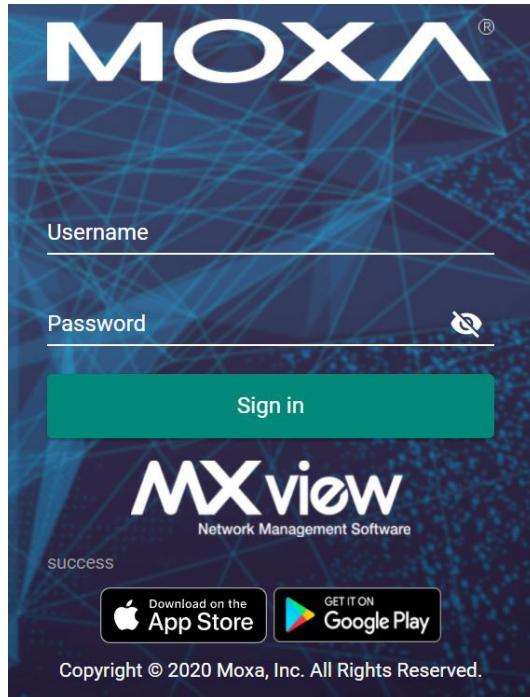 MOXA®
Username
Password
Sign in
MXview
Network Management Software
success
Download on the
App Store
GET IT ON
Google Play
Copyright © 2020 Moxa, Inc. All Rights Reserved.